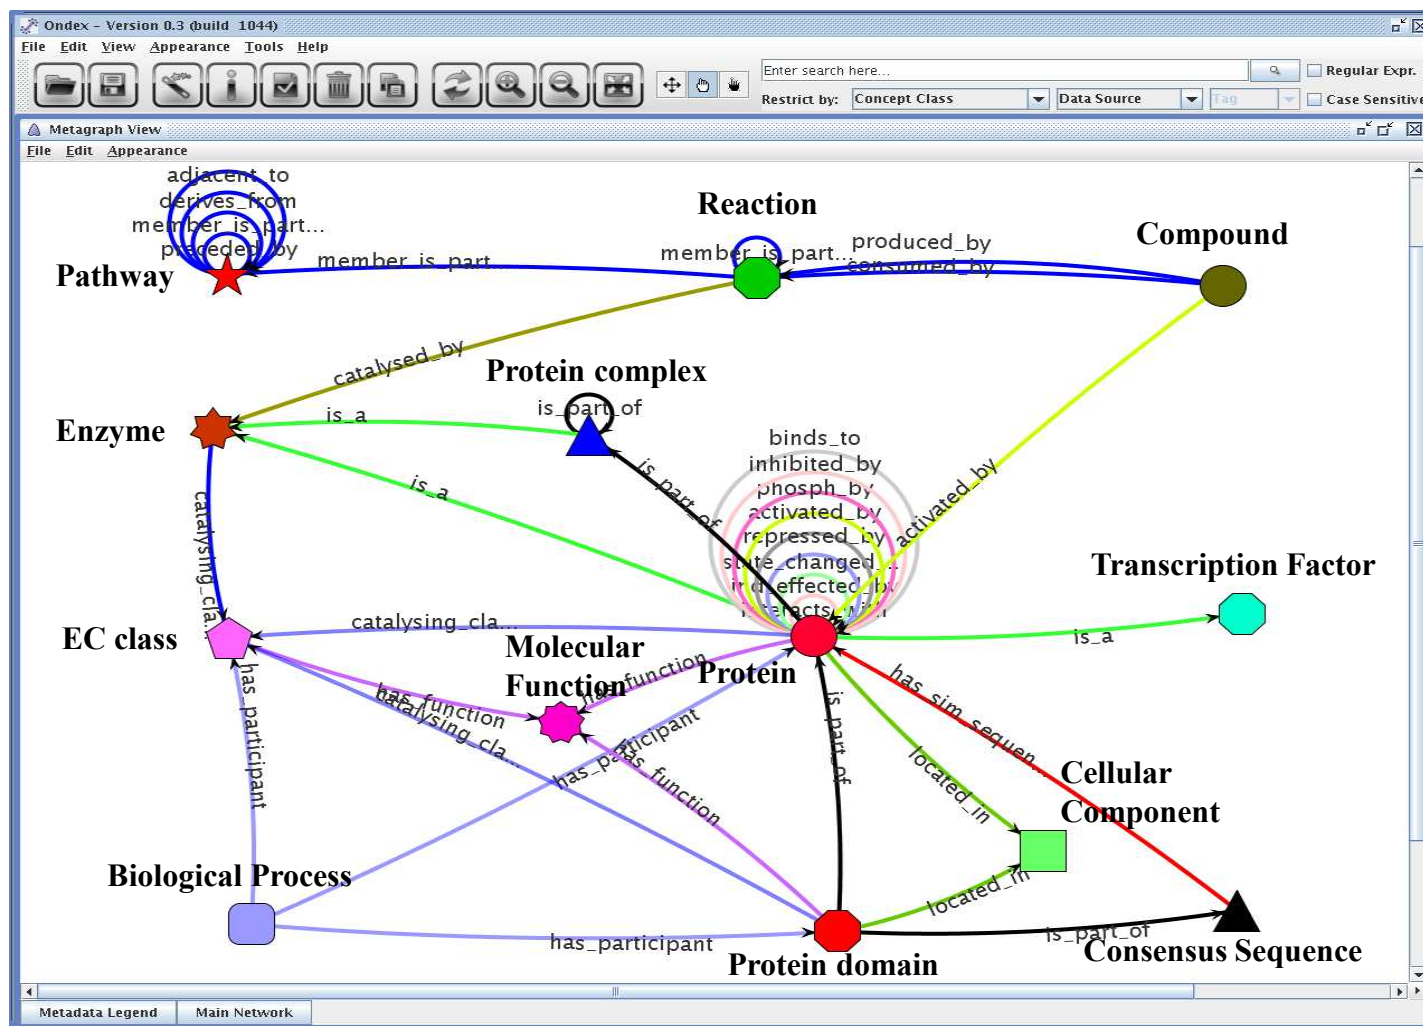 Ondex - Version 0.3 (build 1044)
File Edit View Appearance Tools Help
Enter search here...
Regular Expr.
Restrict by:
Concept Class
Data Source
Tag
Case Sensitive
Metagraph View
File Edit Appearance
adjacent_to
derives_from
member_is_part...
preceded_by
Pathway
member_is_part...
Reaction
member_is_part...
produced_by
consumed_by
Compound
catalysed_by
Protein complex
is_part_of
Enzyme
is_a
is_a
is_part_of
binds_to
inhibited_by
phosph_by
activated_by
repressed_by
state_changed_...
ind_effected_by
interacts_with
activated_by
Transcription Factor
is_a
catalysing_cla...
EC class
catalysing_cla...
Molecular
Function
has_function
Protein
has_participant
has_function
catalysing_cla...
has_participant
has_function
is_part_of
has_sim_sequen...
located_in
Cellular
Component
Biological Process
has_participant
located_in
is_part_of
Protein domain
Consensus Sequence
Metadata Legend
Main Network